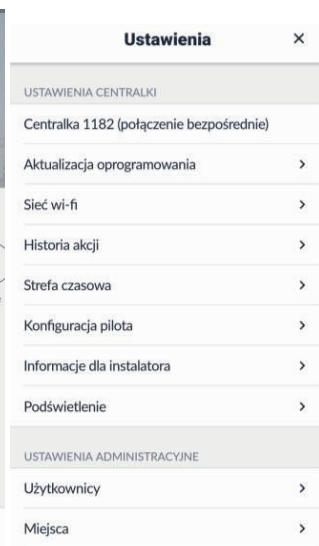 Ustawienia ×
USTAWIENIA CENTRALKI
Centralka 1182 (połączenie bezpośrednie)
Aktualizacja oprogramowania
Sieć wi-fi
Historia akcji
Strefa czasowa
Konfiguracja pilota
Informacje dla instalatora
Podświetlenie
USTAWIENIA ADMINISTRACYJNE
Użytkownicy
Miejsca